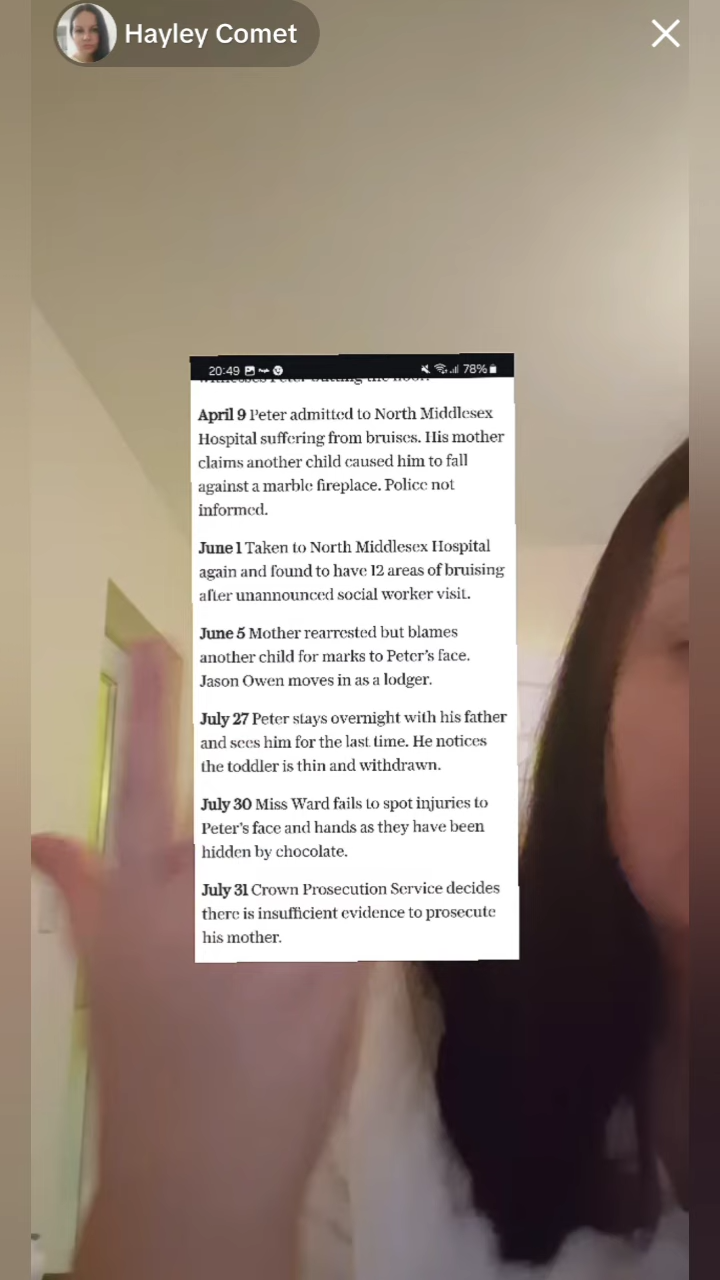 Hayley Comet
20:49 78%
April 9 Peter admitted to North Middlesex
Hospital suffering from bruises. His mother
claims another child caused him to fall
against a marble fireplace. Police not
informed.
June 1 Taken to North Middlesex Hospital
again and found to have 12 areas of bruising
after unannounced social worker visit.
June 5 Mother rearrested but blames
another child for marks to Peter's face.
Jason Owen moves in as a lodger.
July 27 Peter stays overnight with his father
and sees him for the last time. He notices
the toddler is thin and withdrawn.
July 30 Miss Ward fails to spot injuries to
Peter's face and hands as they have been
hidden by chocolate.
July 31 Crown Prosecution Service decides
there is insufficient evidence to prosecute
his mother.